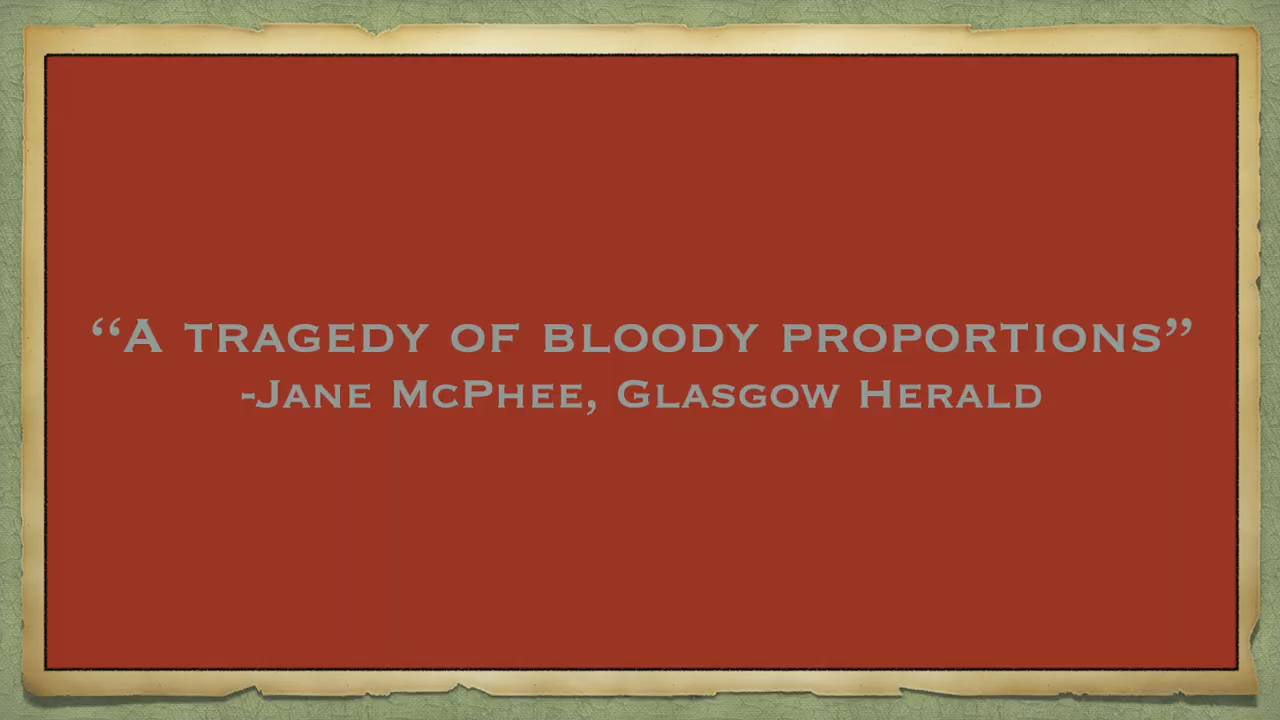 “A tragedy of bloody proportions”
-Jane McPhee, Glasgow Herald